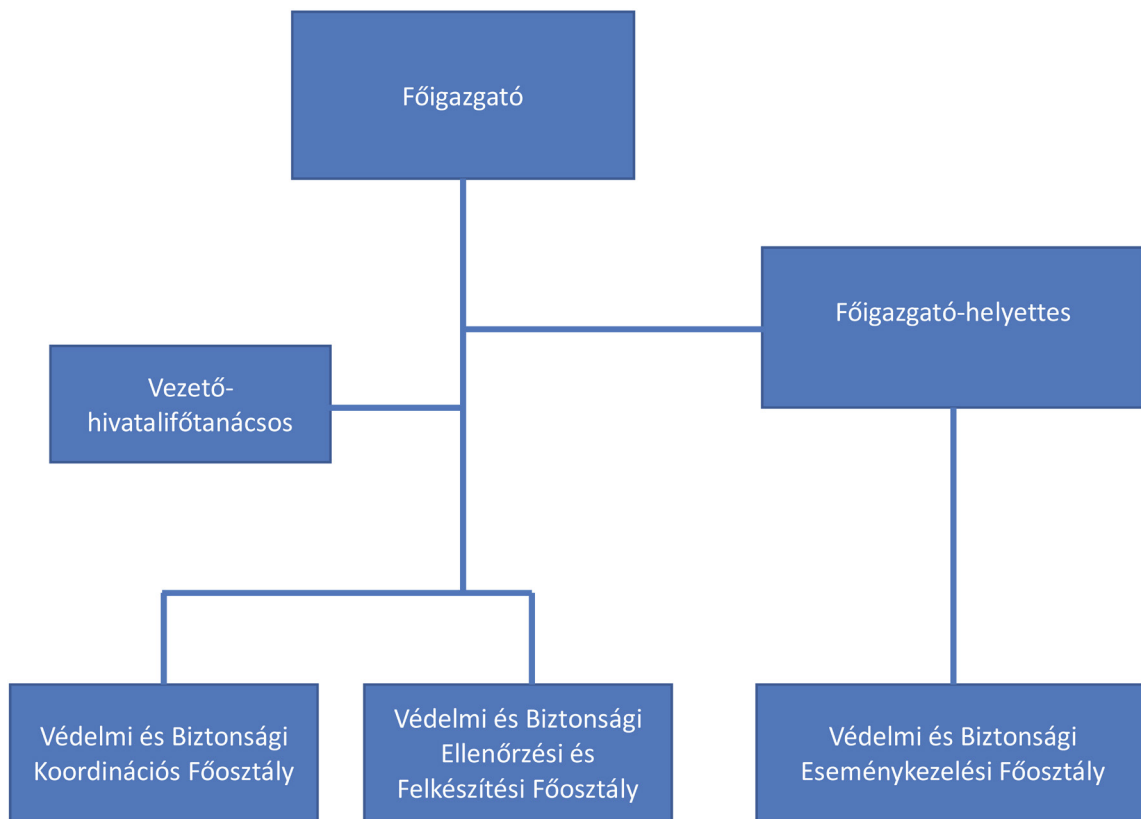 Főigazgató
Főigazgató-helyettes
Vezető-
hivatalifőtanácsos
Védelmi és Biztonsági
Koordinációs Főosztály
Védelmi és Biztonsági
Ellenőrzési és
Felkészítési Főosztály
Védelmi és Biztonsági
Eseménykezelési Főosztály